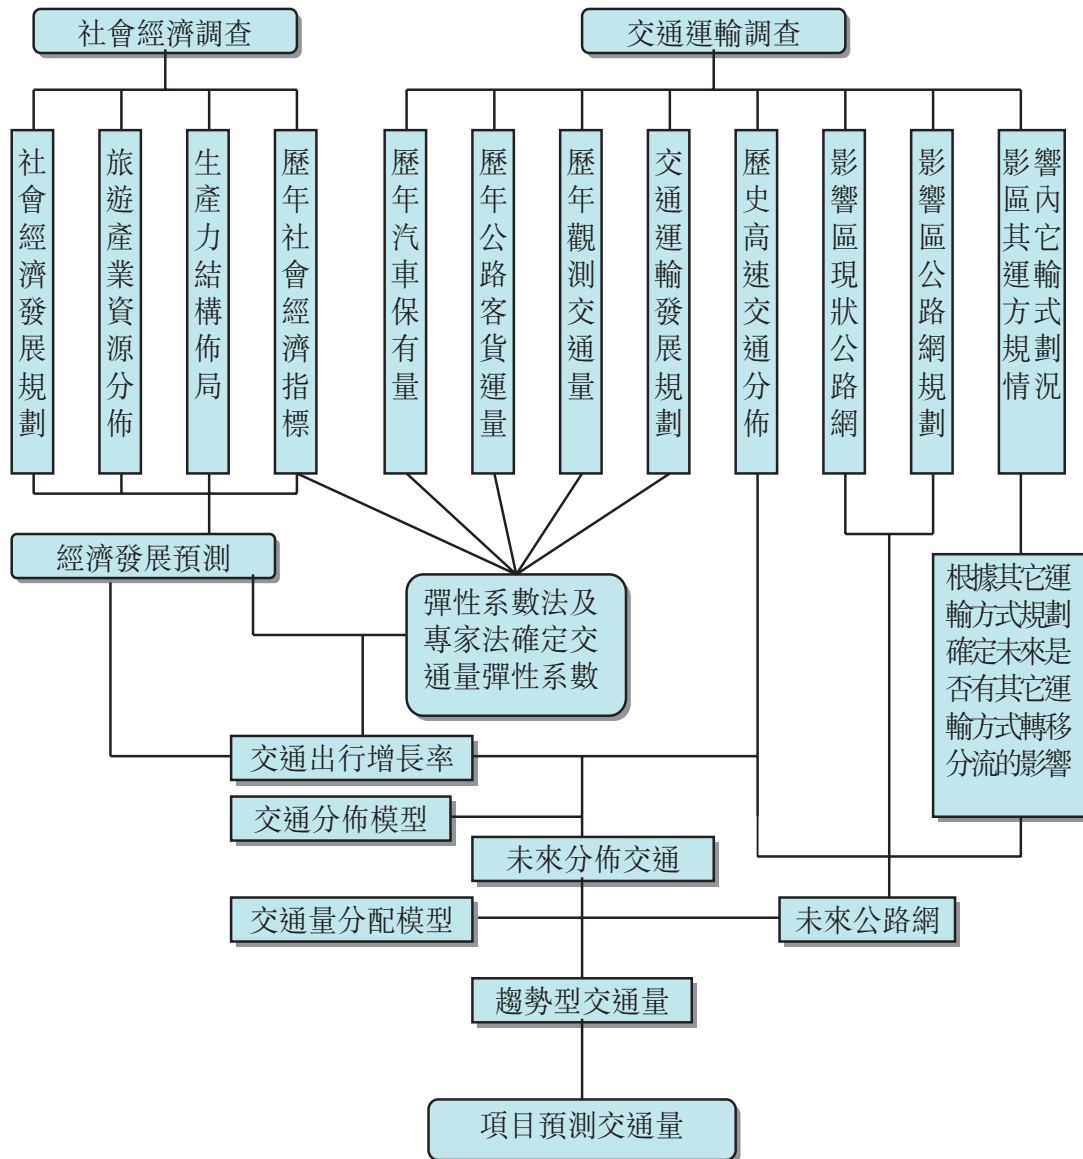 社會經濟調查
交通運輸調查
社會經濟發展規劃
旅遊產業資源分佈
生產力結構佈局
歷年社會經濟指標
歷年汽車保有量
歷年公路客貨運量
歷年觀測交通量
交通運輸發展規劃
歷史高速交通分佈
影響區現狀公路網
影響區公路網規劃
影響
區內
其它
運輸
方式
規劃
情況
經濟發展預測
彈性系數法及
專家法確定交
通量彈性系數
根據其它運
輸方式規劃
確定未來是
否有其它運
輸方式轉移
分流的影響
交通出行增長率
交通分佈模型
未來分佈交通
交通量分配模型
未來公路網
趨勢型交通量
項目預測交通量